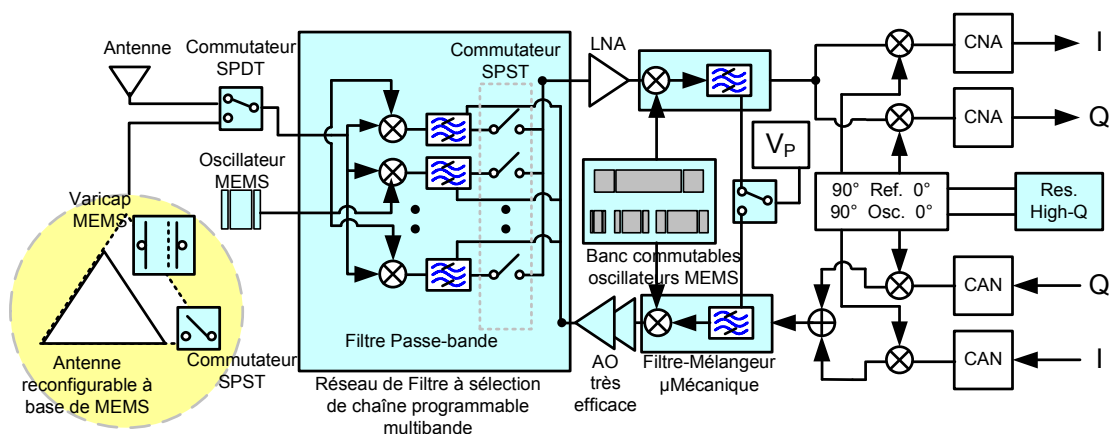 Antenne
Commutateur
SPDT
Oscillateur
MEMS
Varicap
MEMS
Commutateur
SPST
Antenne
reconfigurable à
base de MEMS
Commutateur
SPST
Filtre Passe-bande
Réseau de Filtre à sélection
de chaîne programmable
multibande
LNA
Banc commutables
oscillateurs MEMS
AO
très
efficace
Filtre-Mélangeur
µMécanique
VP
CNA
I
CNA
Q
90° Ref. 0°
90° Osc. 0°
Res.
High-Q
CAN
Q
CAN
I